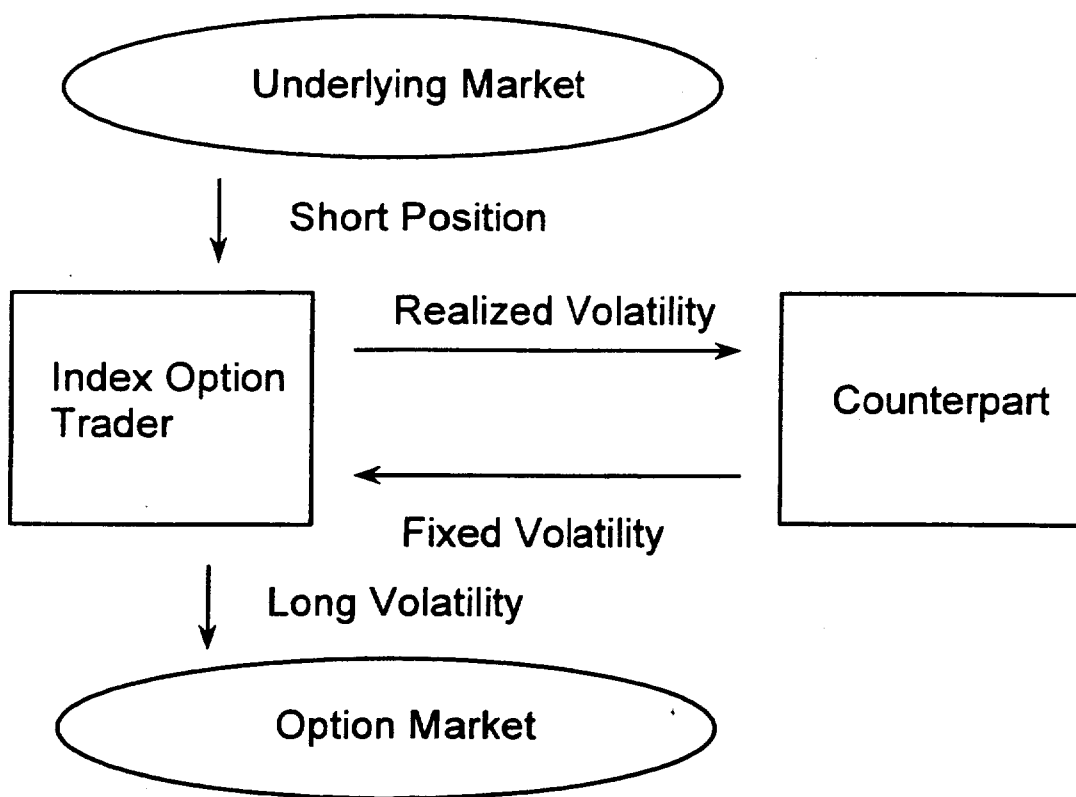 Underlying Market
Short Position
Realized Volatility
Index Option
Trader
Counterpart
Fixed Volatility
Long Volatility
Option Market